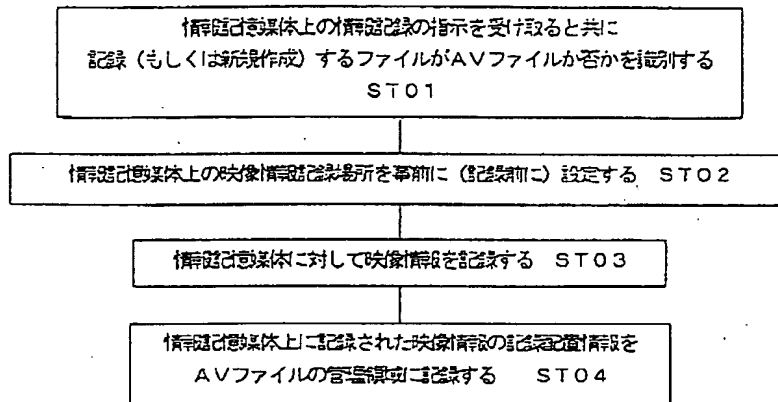 情報記憶媒体上の情報記録の指示を受け取ると共に
記録（もしくは新規作成）するファイルがAVファイルか否かを識別する
ST01
情報記憶媒体上の映像情報記録場所を事前に（記録前に）設定する ST02
情報記憶媒体に対して映像情報を記録する ST03
情報記憶媒体上に記録された映像情報の記録配置情報を
AVファイルの管理領域に記録する ST04